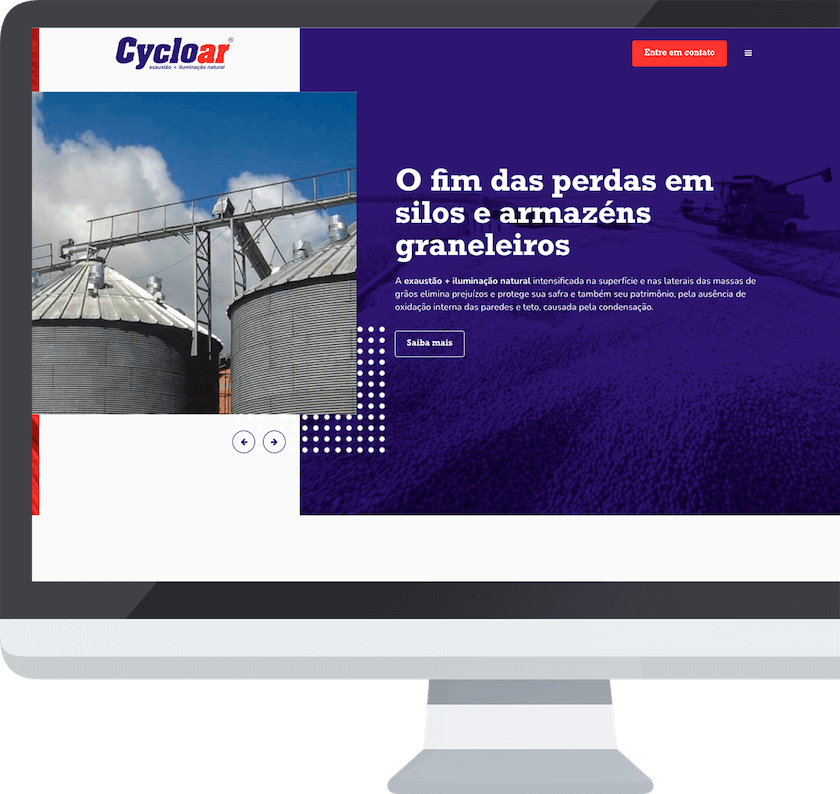 Cycloar®
exaustão + iluminação natural
Entre em contato
O fim das perdas em
silos e armazéns
graneleiros
A exaustão + iluminação natural intensificada na superfície e nas laterais das massas de
grãos elimina prejuízos e protege sua safra e também seu patrimônio, pela ausência de
oxidação interna das paredes e teto, causada pela condensação.
Saiba mais